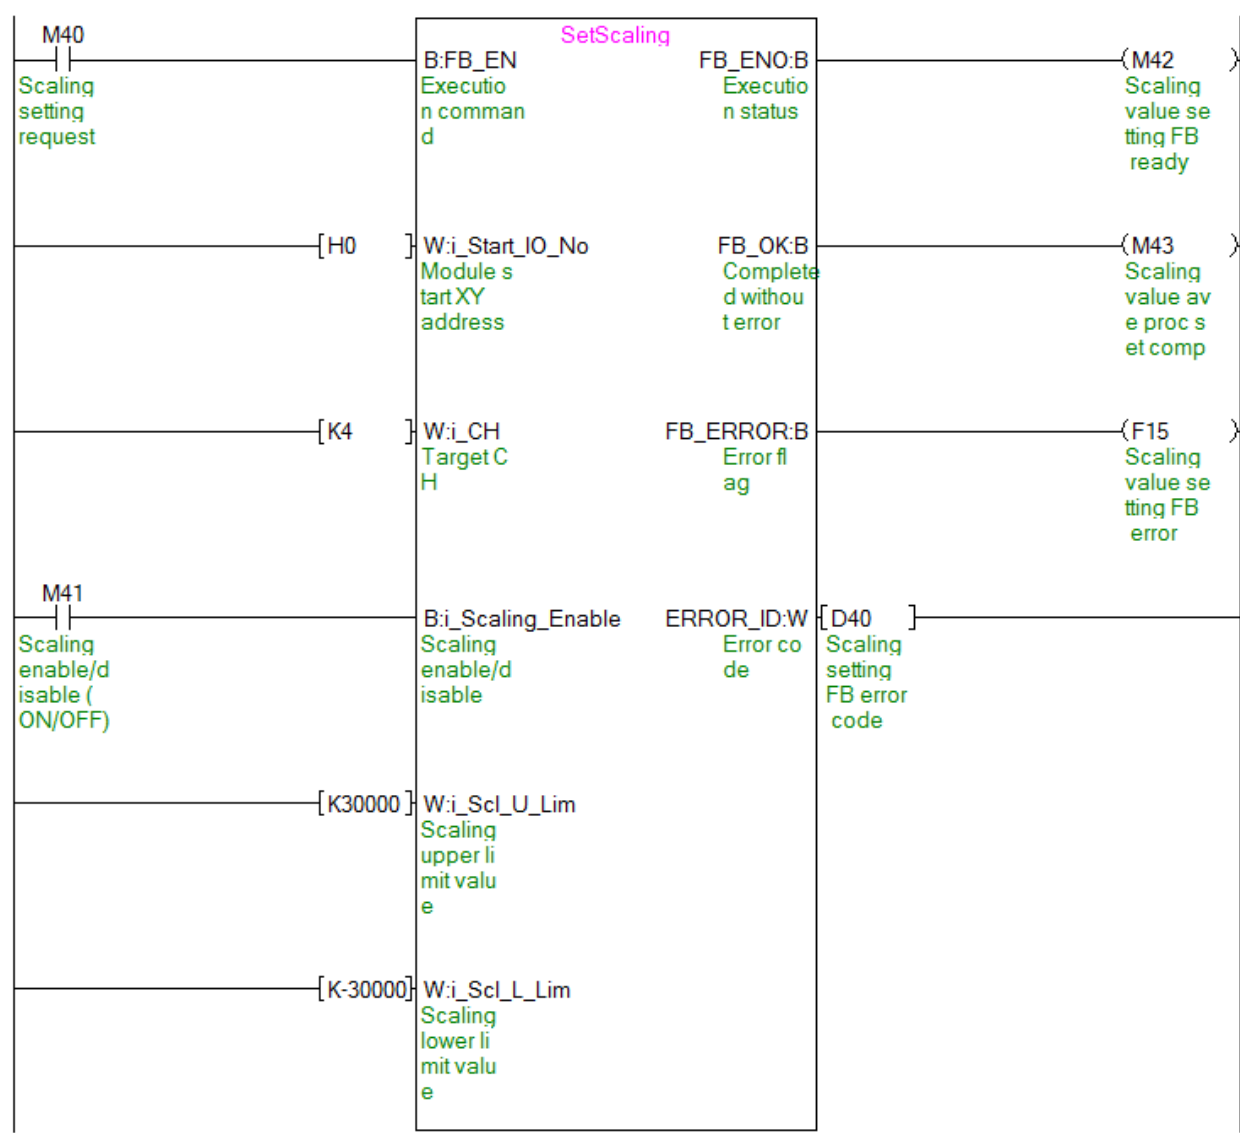 M40
SetScaling
B:FB_EN
FB_ENO:B
(M42 )
Scaling
setting
request
Executio
n comman
d
Executio
n status
Scaling
value se
tting FB
ready
[H0 ]
W:i_Start_IO_No
FB_OK:B
(M43 )
Module s
tart XY
address
Complete
d withou
t error
Scaling
value av
e proc s
et comp
[K4 ]
W:i_CH
FB_ERROR:B
(F15 )
Target C
H
Error fl
ag
Scaling
value se
tting FB
error
M41
B:i_Scaling_Enable
ERROR_ID:W
[D40 ]
Scaling
enable/d
isable (
ON/OFF)
Scaling
enable/d
isable
Error co
de
Scaling
setting
FB error
code
[K30000]
W:i_Scl_U_Lim
Scaling
upper li
mit valu
e
[K-30000]
W:i_Scl_L_Lim
Scaling
lower li
mit valu
e